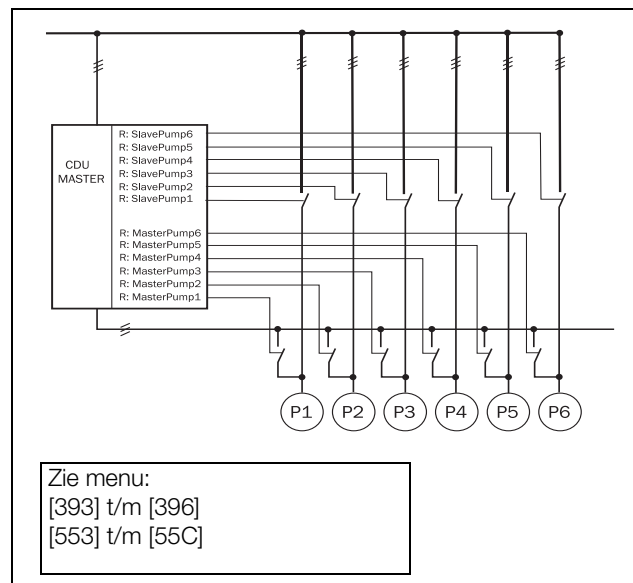 R: SlavePump6
R: SlavePump5
R: SlavePump4
R: SlavePump3
R: SlavePump2
R: SlavePump1
CDU
MASTER
R: MasterPump6
R: MasterPump5
R: MasterPump4
R: MasterPump3
R: MasterPump2
R: MasterPump1
P1 P2 P3 P4 P5 P6
Zie menu:
[393] t/m [396]
[553] t/m [55C]